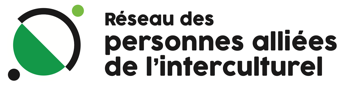 Réseau des
personnes alliées
de l'interculturel